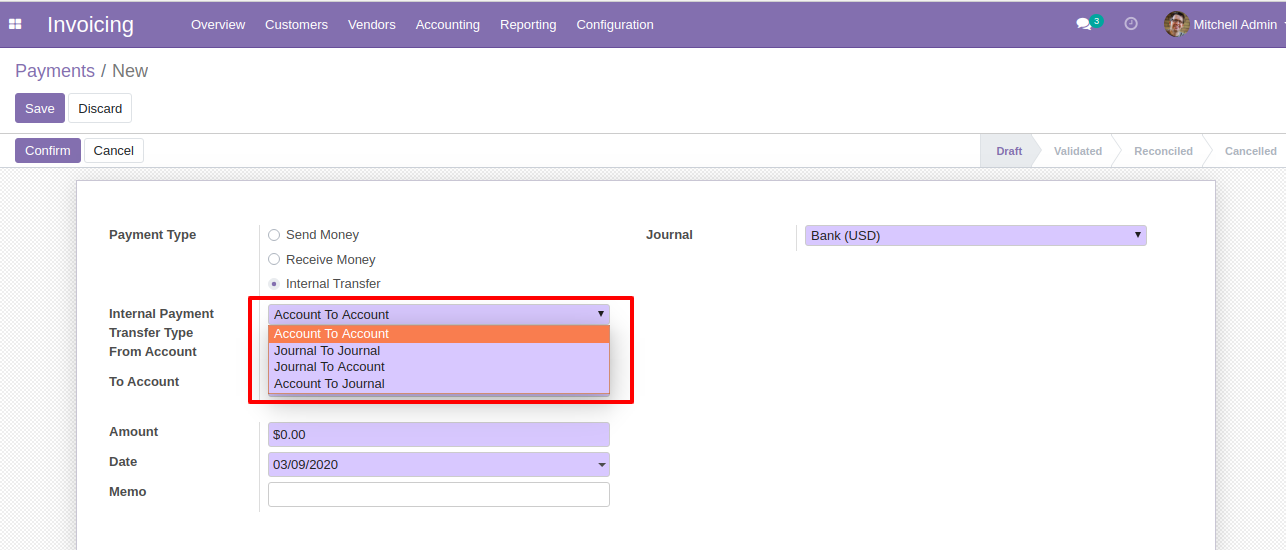 Invoicing Overview Customers Vendors Accounting Reporting Configuration 3 Mitchell Admin
Payments / New
Save Discard
Confirm Cancel Draft Validated Reconciled Cancelled
Payment Type Send Money Journal Bank (USD)
Receive Money
Internal Transfer
Internal Payment Account To Account
Transfer Type Account To Account
From Account Journal To Journal
Journal To Account
To Account Account To Journal
Amount $0.00
Date 03/09/2020
Memo